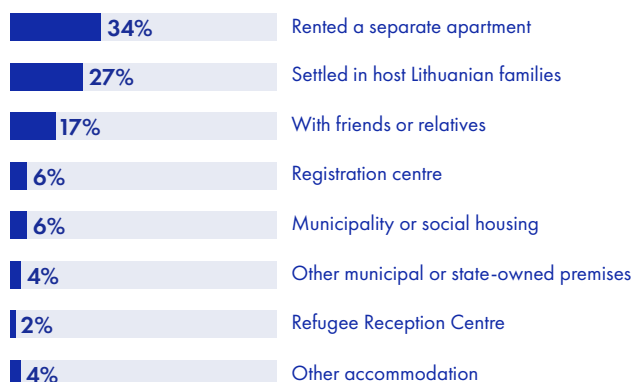 34% Rented a separate apartment
27% Settled in host Lithuanian families
17% With friends or relatives
6% Registration centre
6% Municipality or social housing
4% Other municipal or state-owned premises
2% Refugee Reception Centre
4% Other accommodation